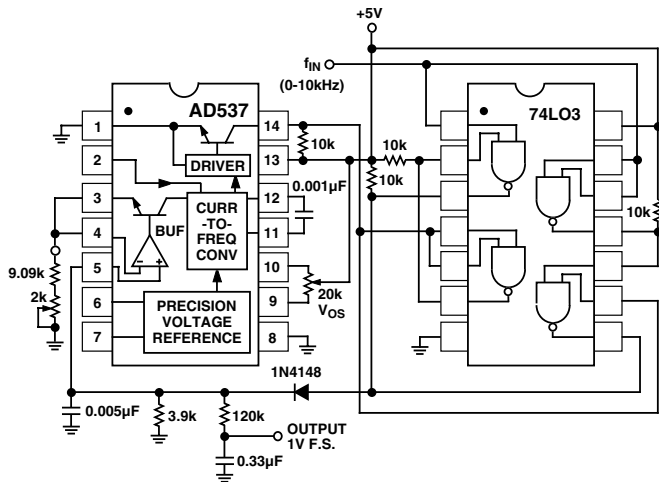 +5V
fIN
(0-10kHz)
AD537
74LO3
1
14
10k
2
13
DRIVER
10k
10k
3
12
0.001µF
BUF
CURR
-TO-
FREQ
CONV
4
11
10k
9.09k
5
10
2k
20k
VOS
6
9
PRECISION
VOLTAGE
REFERENCE
7
8
1N4148
0.005µF
3.9k
120k
OUTPUT
1V F.S.
0.33µF